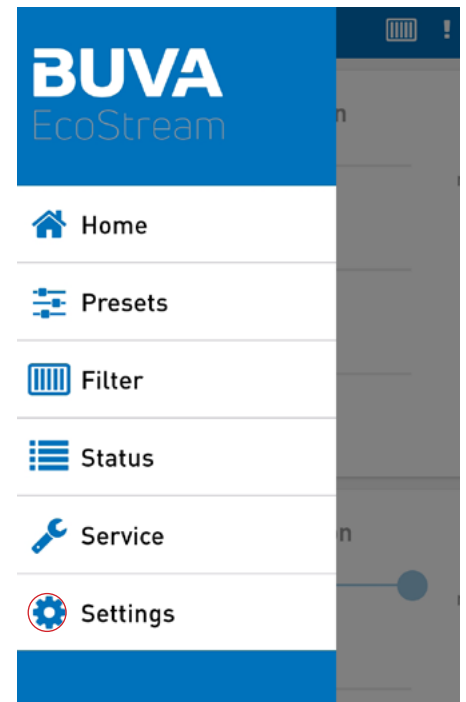 BUVA
EcoStream
Home
Presets
Filter
Status
Service
Settings